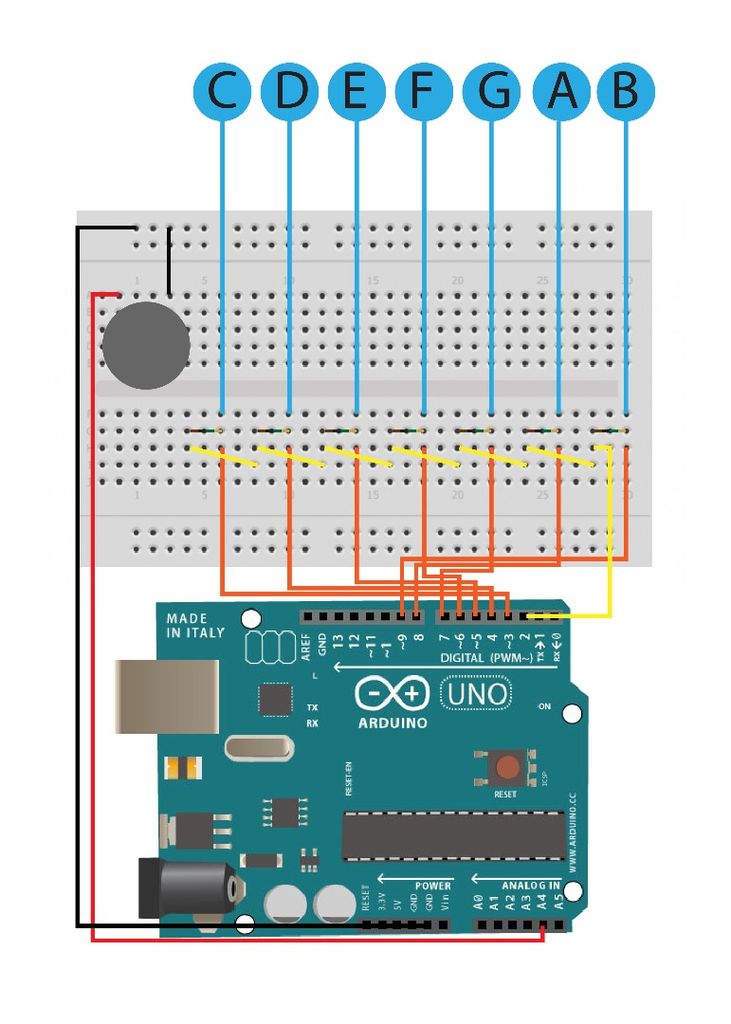 C D E F G A B
1 5 10 15 20 25 30
A
F
H
I
J
1 5 15 20 25 30
MADE
IN ITALY
AREF
GND
13
12
~11
~1
~9
8
7
~6
~5
4
~3
2
TX→1
RX←0
DIGITAL (PWM~)
L
TX
RX
ARDUINO
UNO
ON
RESET-EN
ICSP
RESET
WWW.ARDUINO.CC
POWER
ANALOG IN
RESET
3.3V
5V
GND
GND
Vin
A0
A1
A2
A3
A4
A5